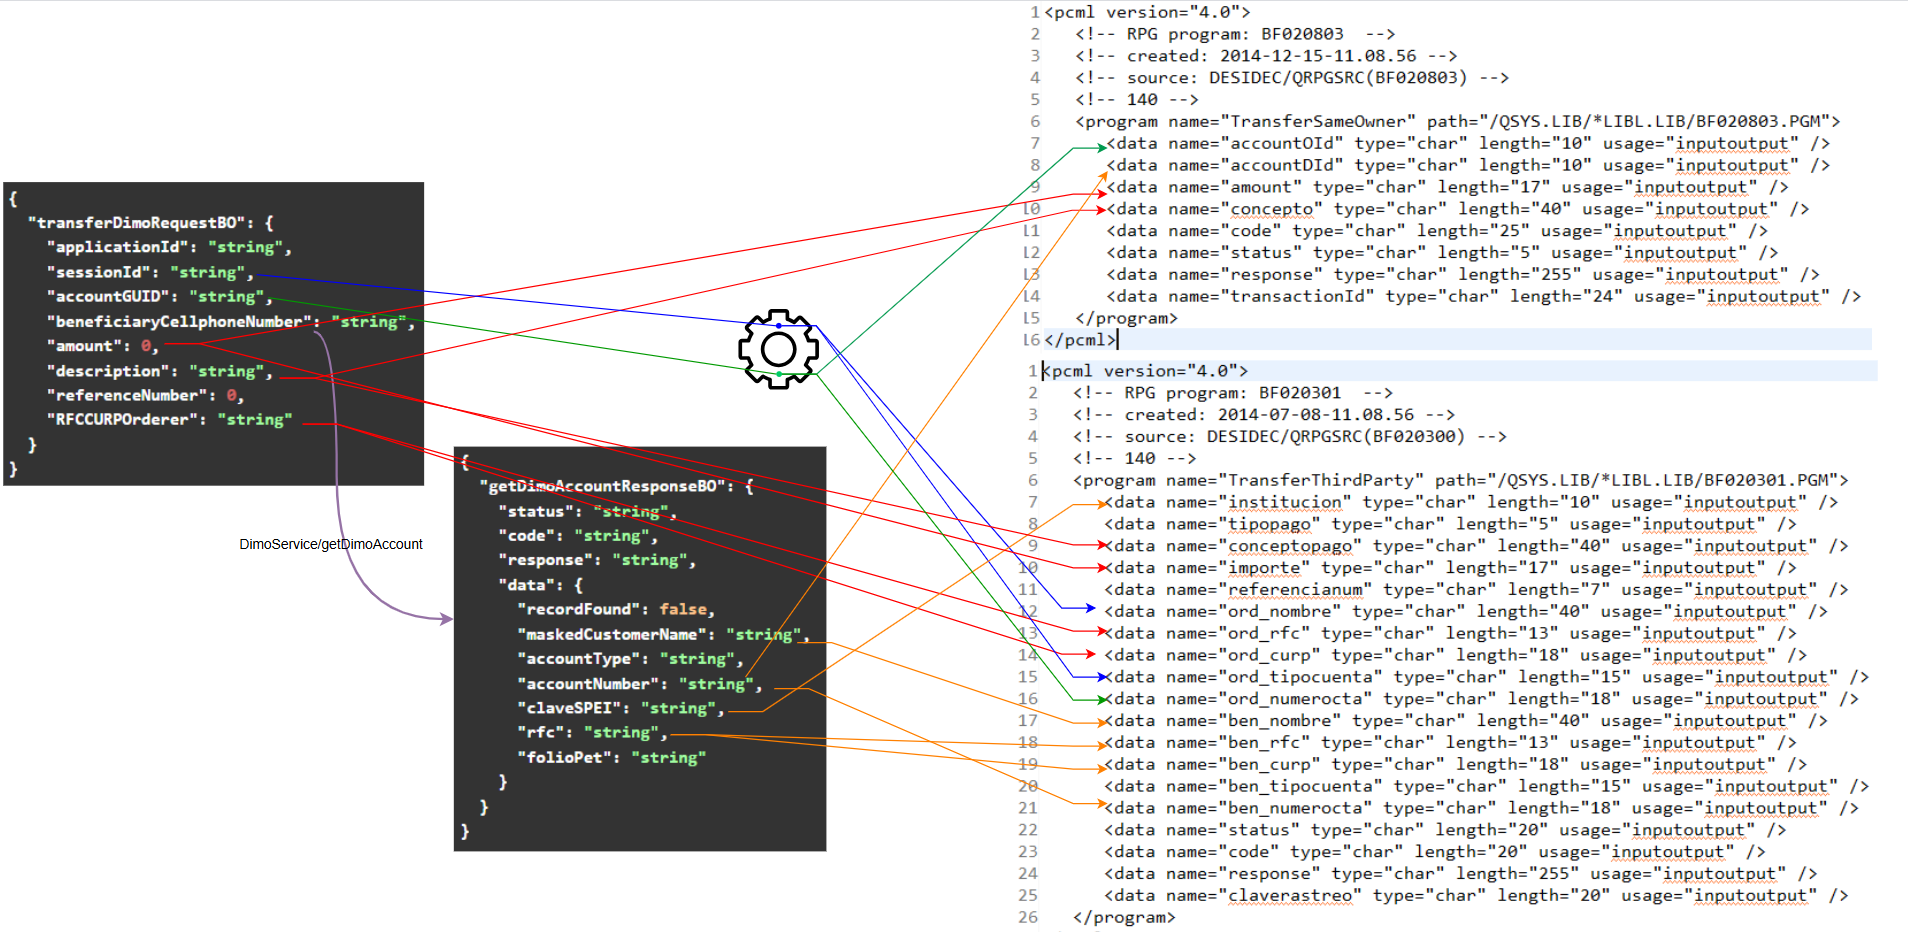 {
"transferDimoRequestBO": {
"applicationId": "string",
"sessionId": "string",
"accountGUID": "string",
"beneficiaryCellphoneNumber": "string",
"amount": 0,
"description": "string",
"referenceNumber": 0,
"RFCCURPOrderer": "string"
}
}
DimoService/getDimoAccount
{
"getDimoAccountResponseBO": {
"status": "string",
"code": "string",
"response": "string",
"data": {
"recordFound": false,
"maskedCustomerName": "string",
"accountType": "string",
"accountNumber": "string",
"claveSPEI": "string",
"rfc": "string",
"folioPet": "string"
}
}
}
1 <pcml version="4.0">
2 <!-- RPG program: BF020803 -->
3 <!-- created: 2014-12-15-11.08.56 -->
4 <!-- source: DESIDEC/QRPGSRC(BF020803) -->
5 <!-- 140 -->
6 <program name="TransferSameOwner" path="/QSYS.LIB/*LIBL.LIB/BF020803.PGM">
7 <data name="accountOId" type="char" length="10" usage="inputoutput" />
8 <data name="accountDId" type="char" length="10" usage="inputoutput" />
9 <data name="amount" type="char" length="17" usage="inputoutput" />
10 <data name="concepto" type="char" length="40" usage="inputoutput" />
11 <data name="code" type="char" length="25" usage="inputoutput" />
12 <data name="status" type="char" length="5" usage="inputoutput" />
13 <data name="response" type="char" length="255" usage="inputoutput" />
14 <data name="transactionId" type="char" length="24" usage="inputoutput" />
15 </program>
16 </pcml>
1 <pcml version="4.0">
2 <!-- RPG program: BF020301 -->
3 <!-- created: 2014-07-08-11.08.56 -->
4 <!-- source: DESIDEC/QRPGSRC(BF020300) -->
5 <!-- 140 -->
6 <program name="TransferThirdParty" path="/QSYS.LIB/*LIBL.LIB/BF020301.PGM">
7 <data name="institucion" type="char" length="10" usage="inputoutput" />
8 <data name="tipopago" type="char" length="5" usage="inputoutput" />
9 <data name="conceptopago" type="char" length="40" usage="inputoutput" />
10 <data name="importe" type="char" length="17" usage="inputoutput" />
11 <data name="referencianum" type="char" length="7" usage="inputoutput" />
12 <data name="ord_nombre" type="char" length="40" usage="inputoutput" />
13 <data name="ord_rfc" type="char" length="13" usage="inputoutput" />
14 <data name="ord_curp" type="char" length="18" usage="inputoutput" />
15 <data name="ord_tipocuenta" type="char" length="15" usage="inputoutput" />
16 <data name="ord_numerocta" type="char" length="18" usage="inputoutput" />
17 <data name="ben_nombre" type="char" length="40" usage="inputoutput" />
18 <data name="ben_rfc" type="char" length="13" usage="inputoutput" />
19 <data name="ben_curp" type="char" length="18" usage="inputoutput" />
20 <data name="ben_tipocuenta" type="char" length="15" usage="inputoutput" />
21 <data name="ben_numerocta" type="char" length="18" usage="inputoutput" />
22 <data name="status" type="char" length="20" usage="inputoutput" />
23 <data name="code" type="char" length="20" usage="inputoutput" />
24 <data name="response" type="char" length="255" usage="inputoutput" />
25 <data name="claverastreo" type="char" length="20" usage="inputoutput" />
26 </program>